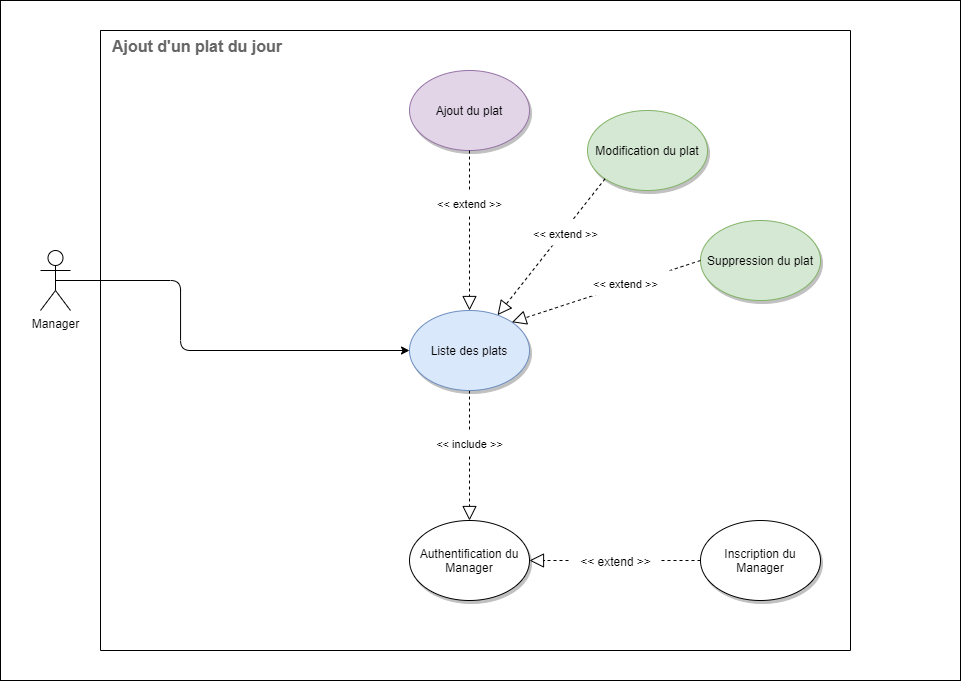 Ajout d'un plat du jour
Ajout du plat
Modification du plat
<< extend >>
<< extend >>
Suppression du plat
<< extend >>
Manager
Liste des plats
<< include >>
Authentification du
Manager
<< extend >>
Inscription du
Manager